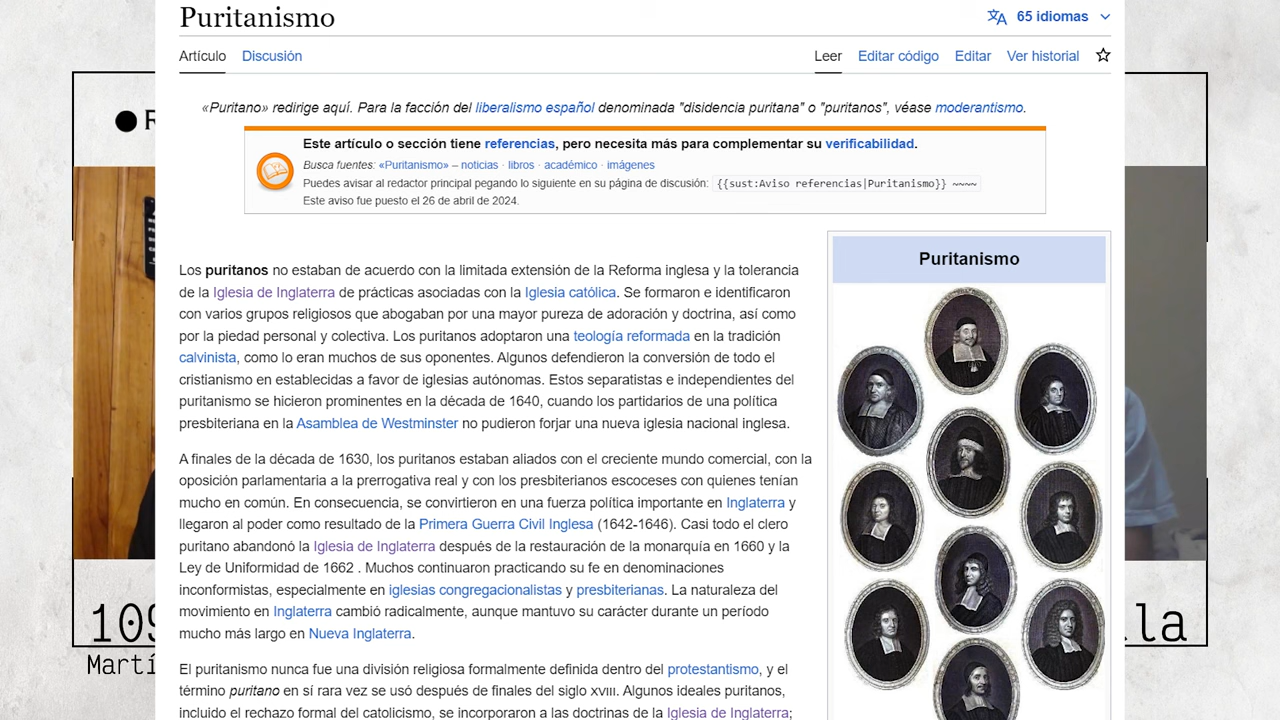 Puritanismo
65 idiomas
Artículo Discusión Leer Editar código Editar Ver historial
«Puritano» redirige aquí. Para la facción del liberalismo español denominada "disidencia puritana" o "puritanos", véase moderantismo.
Este artículo o sección tiene referencias, pero necesita más para complementar su verificabilidad.
Busca fuentes: «Puritanismo» – noticias · libros · académico · imágenes
Puedes avisar al redactor principal pegando lo siguiente en su página de discusión: {{sust:Aviso referencias|Puritanismo}} ~~~~
Este aviso fue puesto el 26 de abril de 2024.
Los puritanos no estaban de acuerdo con la limitada extensión de la Reforma inglesa y la tolerancia
de la Iglesia de Inglaterra de prácticas asociadas con la Iglesia católica. Se formaron e identificaron
con varios grupos religiosos que abogaban por una mayor pureza de adoración y doctrina, así como
por la piedad personal y colectiva. Los puritanos adoptaron una teología reformada en la tradición
calvinista, como lo eran muchos de sus oponentes. Algunos defendieron la conversión de todo el
cristianismo en establecidas a favor de iglesias autónomas. Estos separatistas e independientes del
puritanismo se hicieron prominentes en la década de 1640, cuando los partidarios de una política
presbiteriana en la Asamblea de Westminster no pudieron forjar una nueva iglesia nacional inglesa.
A finales de la década de 1630, los puritanos estaban aliados con el creciente mundo comercial, con la
oposición parlamentaria a la prerrogativa real y con los presbiterianos escoceses con quienes tenían
mucho en común. En consecuencia, se convirtieron en una fuerza política importante en Inglaterra y
llegaron al poder como resultado de la Primera Guerra Civil Inglesa (1642-1646). Casi todo el clero
puritano abandonó la Iglesia de Inglaterra después de la restauración de la monarquía en 1660 y la
Ley de Uniformidad de 1662 . Muchos continuaron practicando su fe en denominaciones
inconformistas, especialmente en iglesias congregacionalistas y presbiterianas. La naturaleza del
movimiento en Inglaterra cambió radicalmente, aunque mantuvo su carácter durante un período
mucho más largo en Nueva Inglaterra.
El puritanismo nunca fue una división religiosa formalmente definida dentro del protestantismo, y el
término puritano en sí rara vez se usó después de finales del siglo XVIII. Algunos ideales puritanos,
incluido el rechazo formal del catolicismo, se incorporaron a las doctrinas de la Iglesia de Inglaterra;
Puritanismo
109
Martí
la